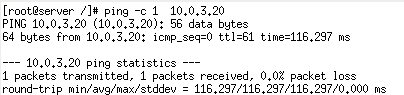 [root@server /]# ping -c 1  10.0.3.20
PING 10.0.3.20 (10.0.3.20): 56 data bytes
64 bytes from 10.0.3.20: icmp_seq=0 ttl=61 time=116.297 ms

--- 10.0.3.20 ping statistics ---
1 packets transmitted, 1 packets received, 0.0% packet loss
round-trip min/avg/max/stddev = 116.297/116.297/116.297/0.000 ms